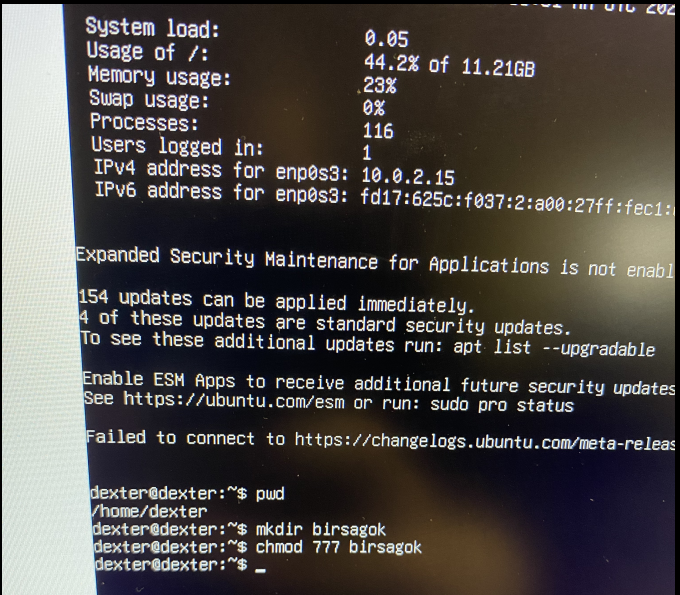 UTC
System load: 0.05
Usage of /: 44.2% of 11.21GB
Memory usage: 23%
Swap usage: 0%
Processes: 116
Users logged in: 1
IPv4 address for enp0s3: 10.0.2.15
IPv6 address for enp0s3: fd17:625c:f037:2:a00:27ff:fec1:
Expanded Security Maintenance for Applications is not enabl
154 updates can be applied immediately.
4 of these updates are standard security updates.
To see these additional updates run: apt list --upgradable
Enable ESM Apps to receive additional future security updates
See https://ubuntu.com/esm or run: sudo pro status
Failed to connect to https://changelogs.ubuntu.com/meta-releas
dexter@dexter:~$ pwd
/home/dexter
dexter@dexter:~$ mkdir birsagok
dexter@dexter:~$ chmod 777 birsagok
dexter@dexter:~$ _